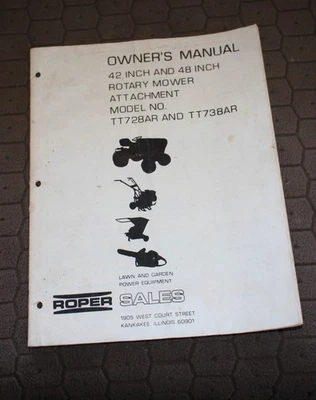 OWNER'S MANUAL
42 INCH AND 48 INCH
ROTARY MOWER
ATTACHMENT
MODEL NO.
TT728AR AND TT738AR
LAWN AND GARDEN
POWER EQUIPMENT
ROPER SALES
1905 WEST COURT STREET
KANKAKEE, ILLINOIS 60901